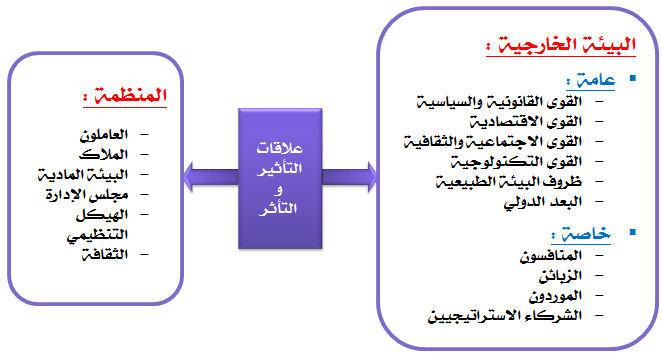 البيئة الخارجية :
عامة :
– القوى القانونية والسياسية
– القوى الاقتصادية
– القوى الاجتماعية والثقافية
– القوى التكنولوجية
– ظروف البيئة الطبيعية
– البعد الدولي
خاصة :
– المنافسون
– الزبائن
– الموردون
– الشركاء الاستراتيجيين
علاقات
التأثير
و
التأثر
المنظمة :
– العاملون
– الملاك
– البيئة المادية
– مجلس الإدارة
– الهيكل
التنظيمي
– الثقافة